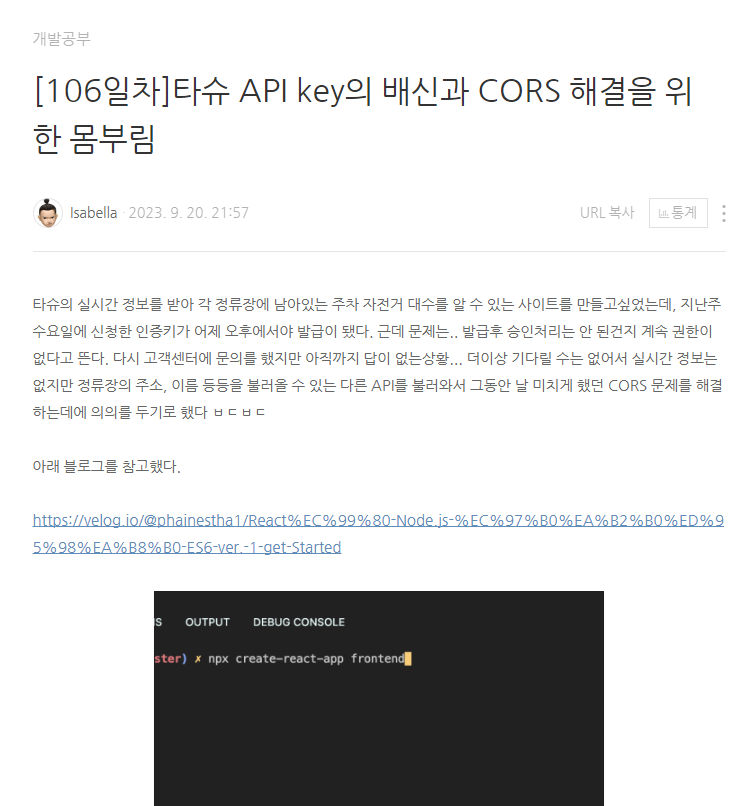 개발공부
[106일차]타슈 API key의 배신과 CORS 해결을 위
한 몸부림
Isabella 2023. 9. 20. 21:57
URL 복사 통계
타슈의 실시간 정보를 받아 각 정류장에 남아있는 주차 자전거 대수를 알 수 있는 사이트를 만들고싶었는데, 지난주
수요일에 신청한 인증키가 어제 오후에서야 발급이 됐다. 근데 문제는.. 발급후 승인처리는 안 된건지 계속 권한이
없다고 뜬다. 다시 고객센터에 문의를 했지만 아직까지 답이 없는상황... 더이상 기다릴 수는 없어서 실시간 정보는
없지만 정류장의 주소, 이름 등등을 불러올 수 있는 다른 API를 불러와서 그동안 날 미치게 했던 CORS 문제를 해결
하는데에 의의를 두기로 했다 ㅂㄷㅂㄷ
아래 블로그를 참고했다.
https://velog.io/@phainestha1/React%EC%99%80-Node.js-%EC%97%B0%EA%B2%B0%ED%9
5%98%EA%B8%B0-ES6-ver.-1-get-Started
MS OUTPUT DEBUG CONSOLE
ster) ✗ npx create-react-app frontend